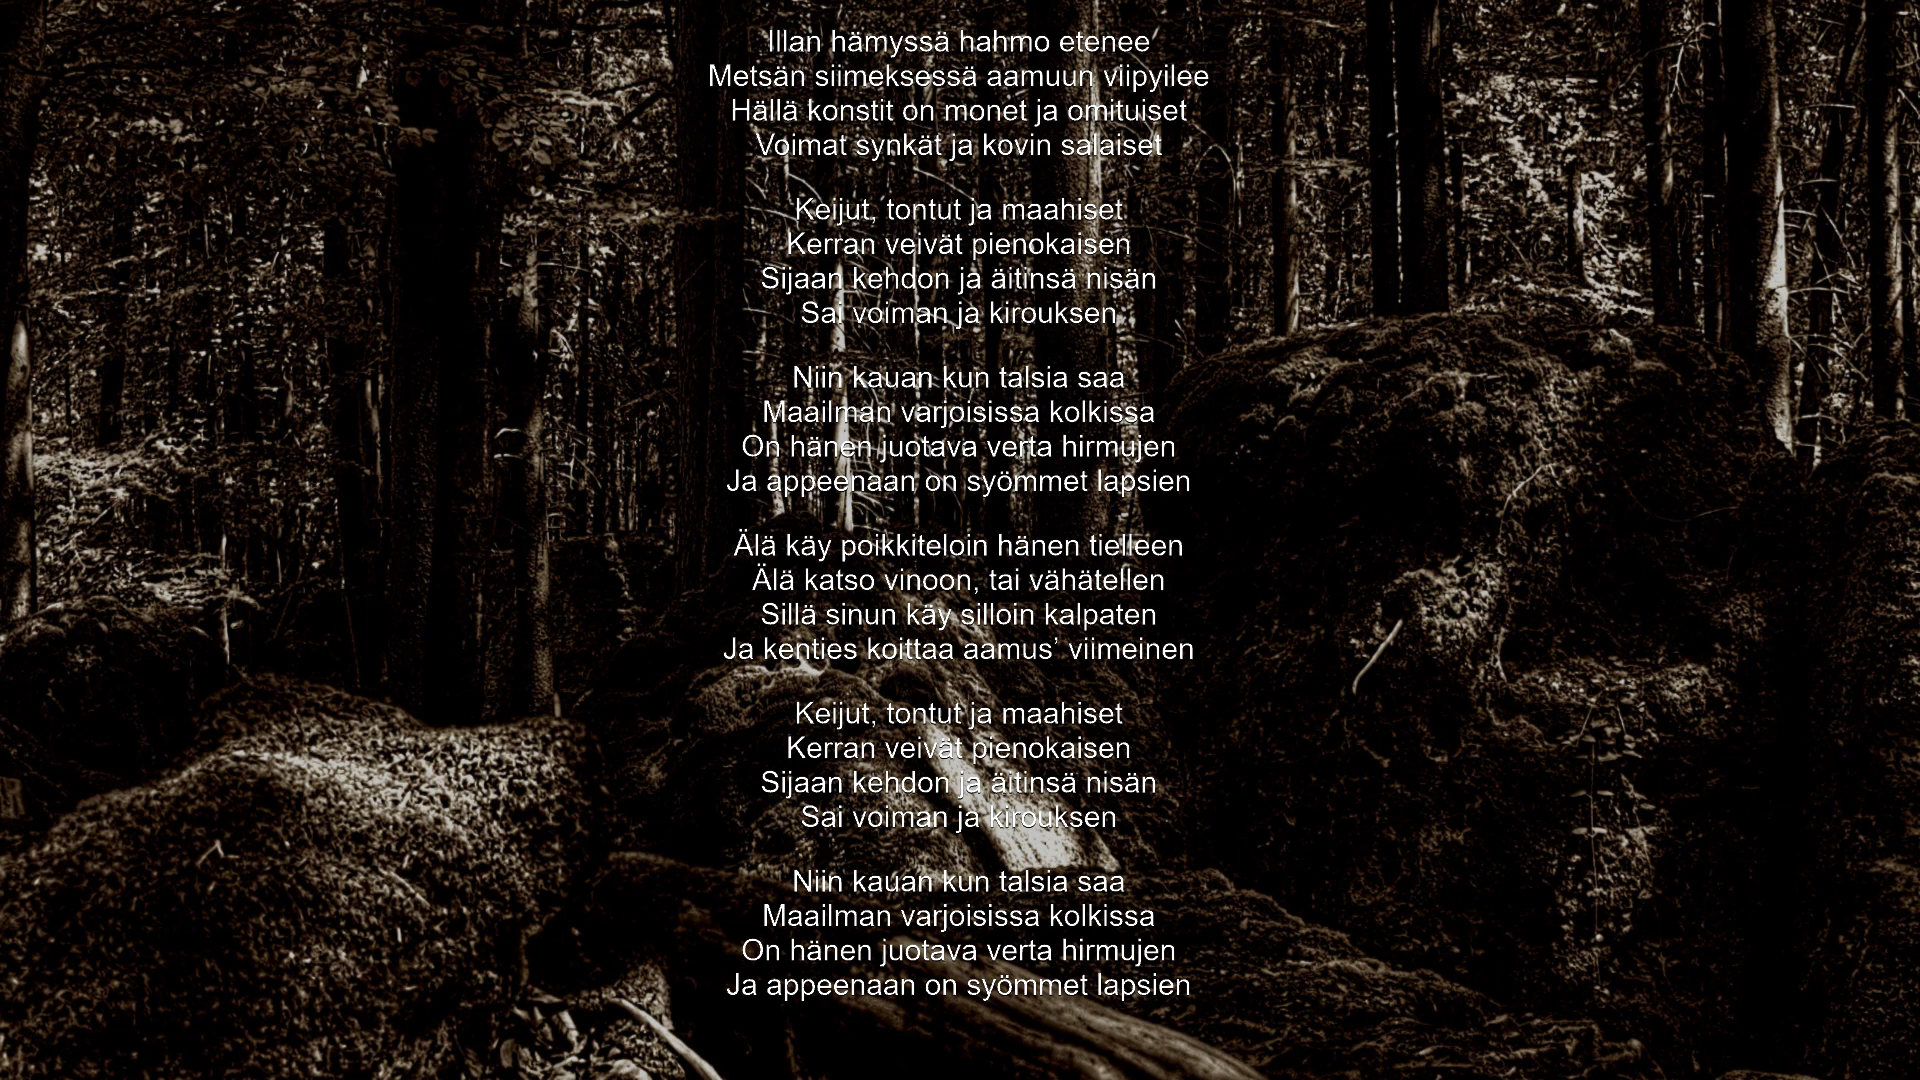 Illan hämyssä hahmo etenee
Metsän siimeksessä aamuun viipyilee
Hällä konstit on monet ja omituiset
Voimat synkät ja kovin salaiset
Keijut, tontut ja maahiset
Kerran veivät pienokaisen
Sijaan kehdon ja äitinsä nisän
Sai voiman ja kirouksen
Niin kauan kun talsia saa
Maailman varjoisissa kolkissa
On hänen juotava verta hirmujen
Ja appeenaan on syömmet lapsien
Älä käy poikkiteloin hänen tielleen
Älä katso vinoon, tai vähätellen
Sillä sinun käy silloin kalpaten
Ja kenties koittaa aamus’ viimeinen
Keijut, tontut ja maahiset
Kerran veivät pienokaisen
Sijaan kehdon ja äitinsä nisän
Sai voiman ja kirouksen
Niin kauan kun talsia saa
Maailman varjoisissa kolkissa
On hänen juotava verta hirmujen
Ja appeenaan on syömmet lapsien